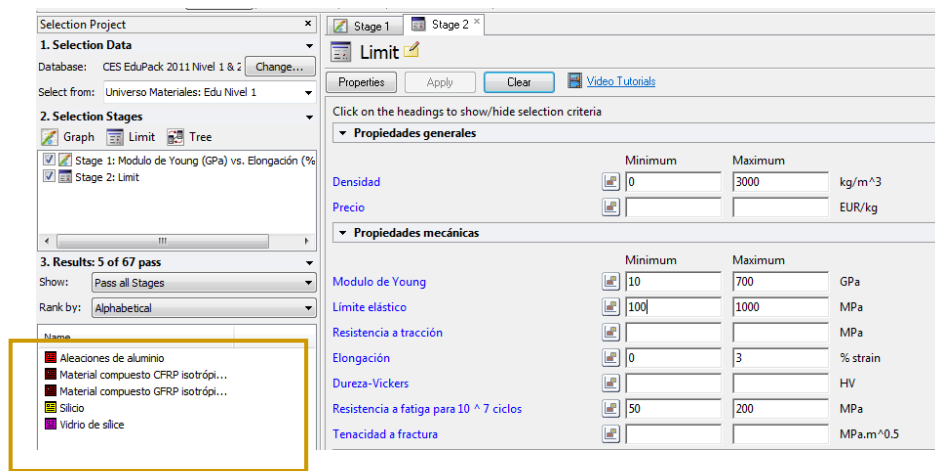 Selection Project ×
1. Selection Data
Database: CES EduPack 2011 Nivel 1 & 2 Change...
Select from: Universo Materiales: Edu Nivel 1
2. Selection Stages
Graph Limit Tree
Stage 1: Modulo de Young (GPa) vs. Elongación (%
Stage 2: Limit
3. Results: 5 of 67 pass
Show: Pass all Stages
Rank by: Alphabetical
Name
Aleaciones de aluminio
Material compuesto CFRP isotrópi...
Material compuesto GFRP isotrópi...
Silicio
Vidrio de sílice
Stage 1 Stage 2 ×
Limit
Properties Apply Clear Video Tutorials
Click on the headings to show/hide selection criteria
Propiedades generales
Minimum Maximum
Densidad 0 3000 kg/m^3
Precio EUR/kg
Propiedades mecánicas
Minimum Maximum
Modulo de Young 10 700 GPa
Límite elástico 100 1000 MPa
Resistencia a tracción MPa
Elongación 0 3 % strain
Dureza-Vickers HV
Resistencia a fatiga para 10 ^ 7 ciclos 50 200 MPa
Tenacidad a fractura MPa.m^0.5